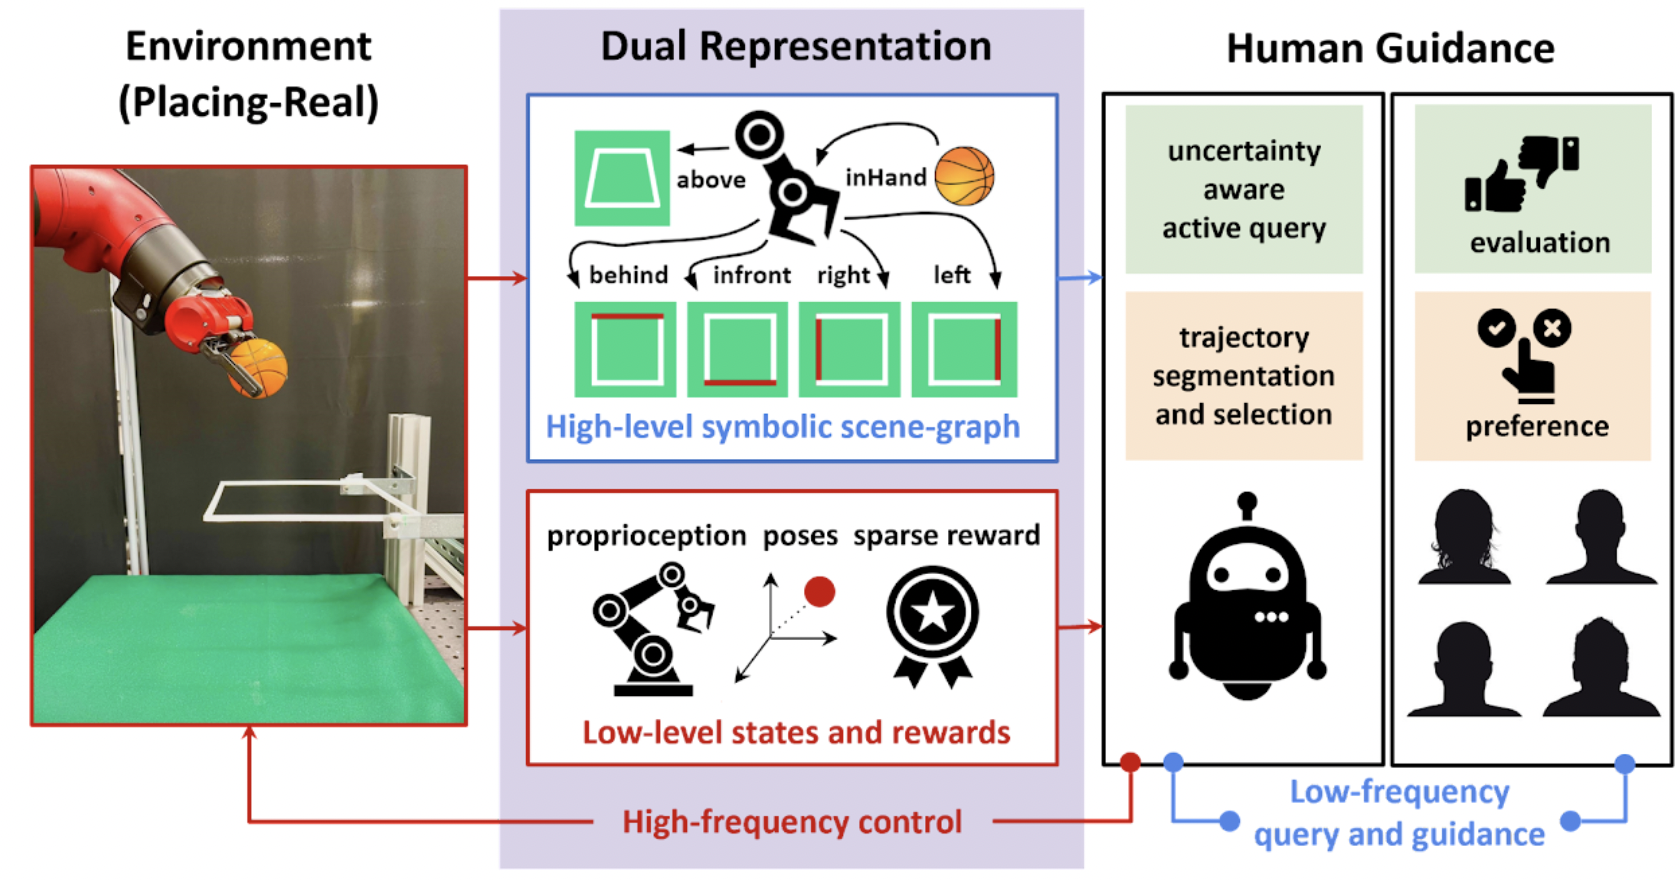 Environment
(Placing-Real)
Dual Representation
above
inHand
behind
infront
right
left
High-level symbolic scene-graph
proprioception
poses
sparse reward
Low-level states and rewards
High-frequency control
Human Guidance
uncertainty
aware
active query
trajectory
segmentation
and selection
evaluation
preference
Low-frequency
query and guidance